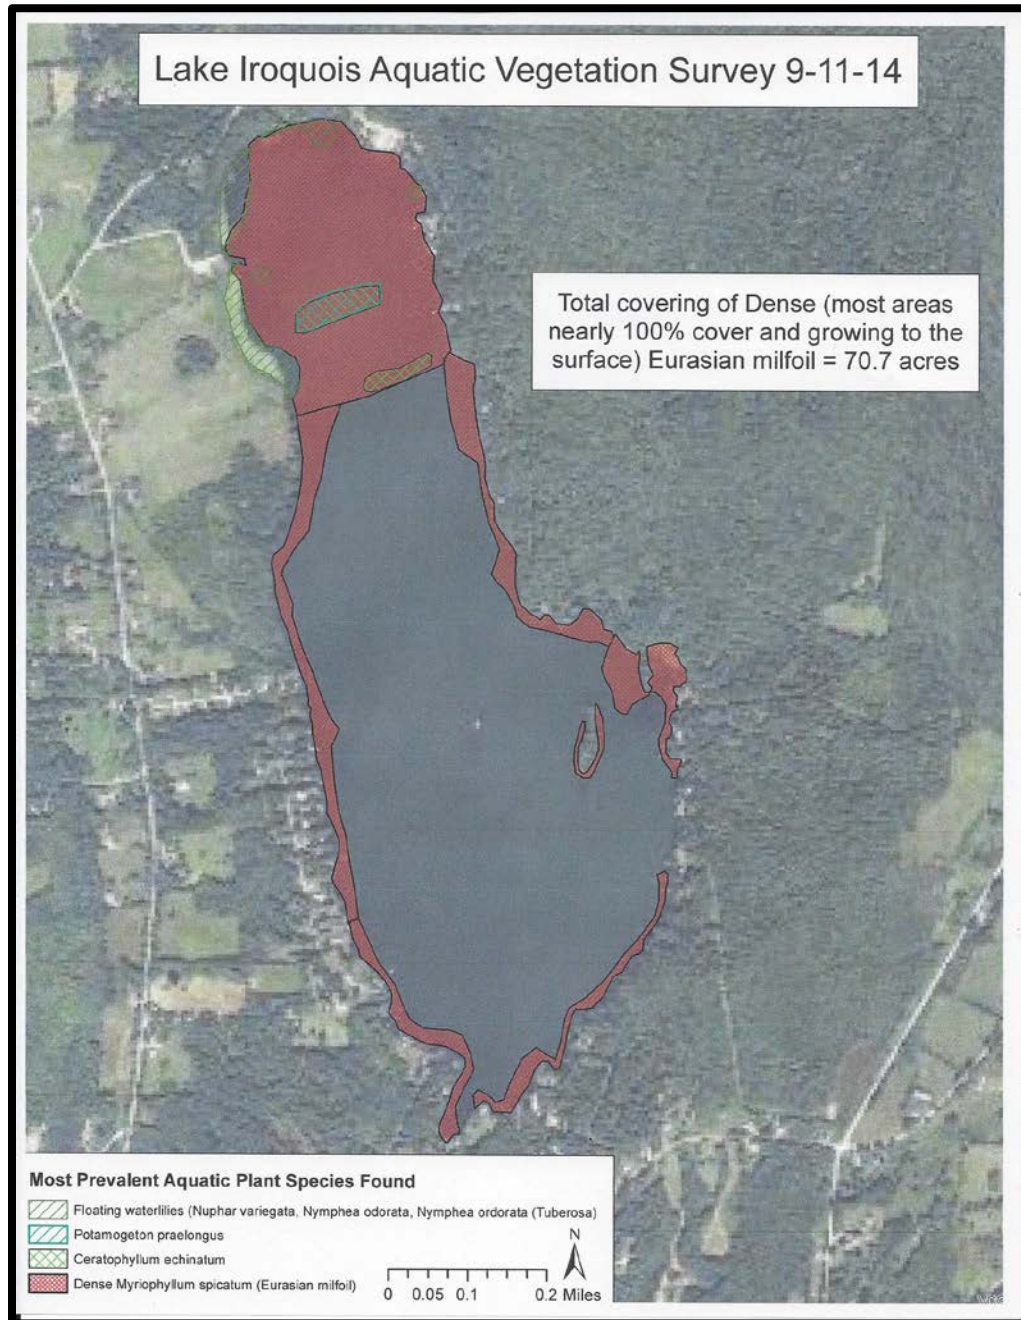 Lake Iroquois Aquatic Vegetation Survey 9-11-14
Total covering of Dense (most areas
nearly 100% cover and growing to the
surface) Eurasian milfoil = 70.7 acres
Most Prevalent Aquatic Plant Species Found
Floating waterlilies (Nuphar variegata, Nymphea odorata, Nymphea ordorata (Tuberosa)
Potamogeton praelongus
Ceratophyllum echinatum
Dense Myriophyllum spicatum (Eurasian milfoil)
N
0 0.05 0.1 0.2 Miles